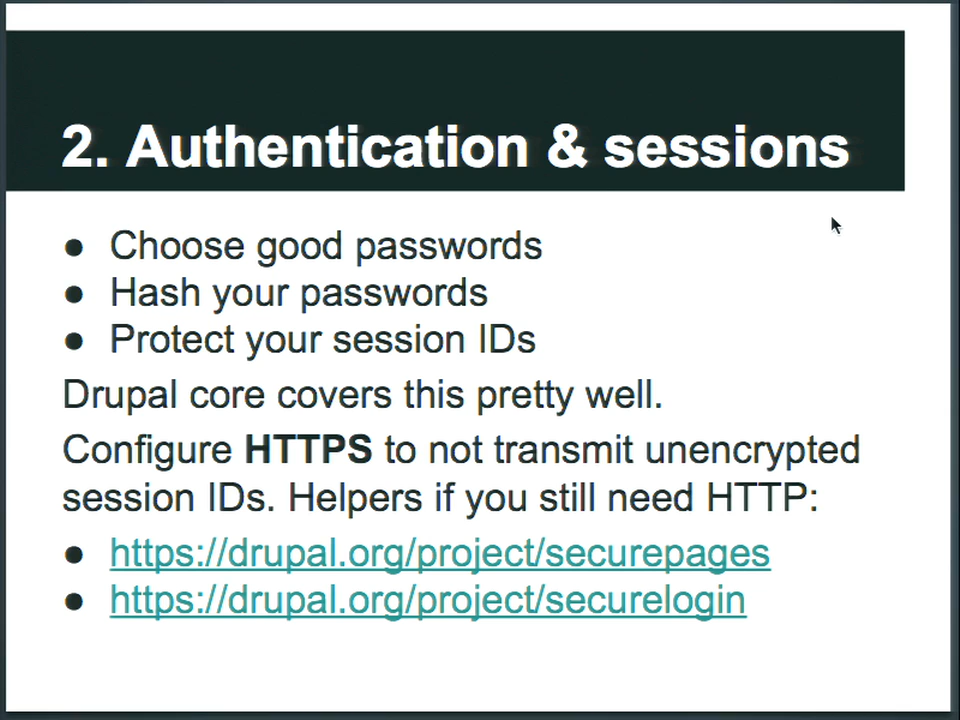 2. Authentication & sessions
● Choose good passwords
● Hash your passwords
● Protect your session IDs
Drupal core covers this pretty well.
Configure HTTPS to not transmit unencrypted
session IDs. Helpers if you still need HTTP:
● https://drupal.org/project/securepages
● https://drupal.org/project/securelogin